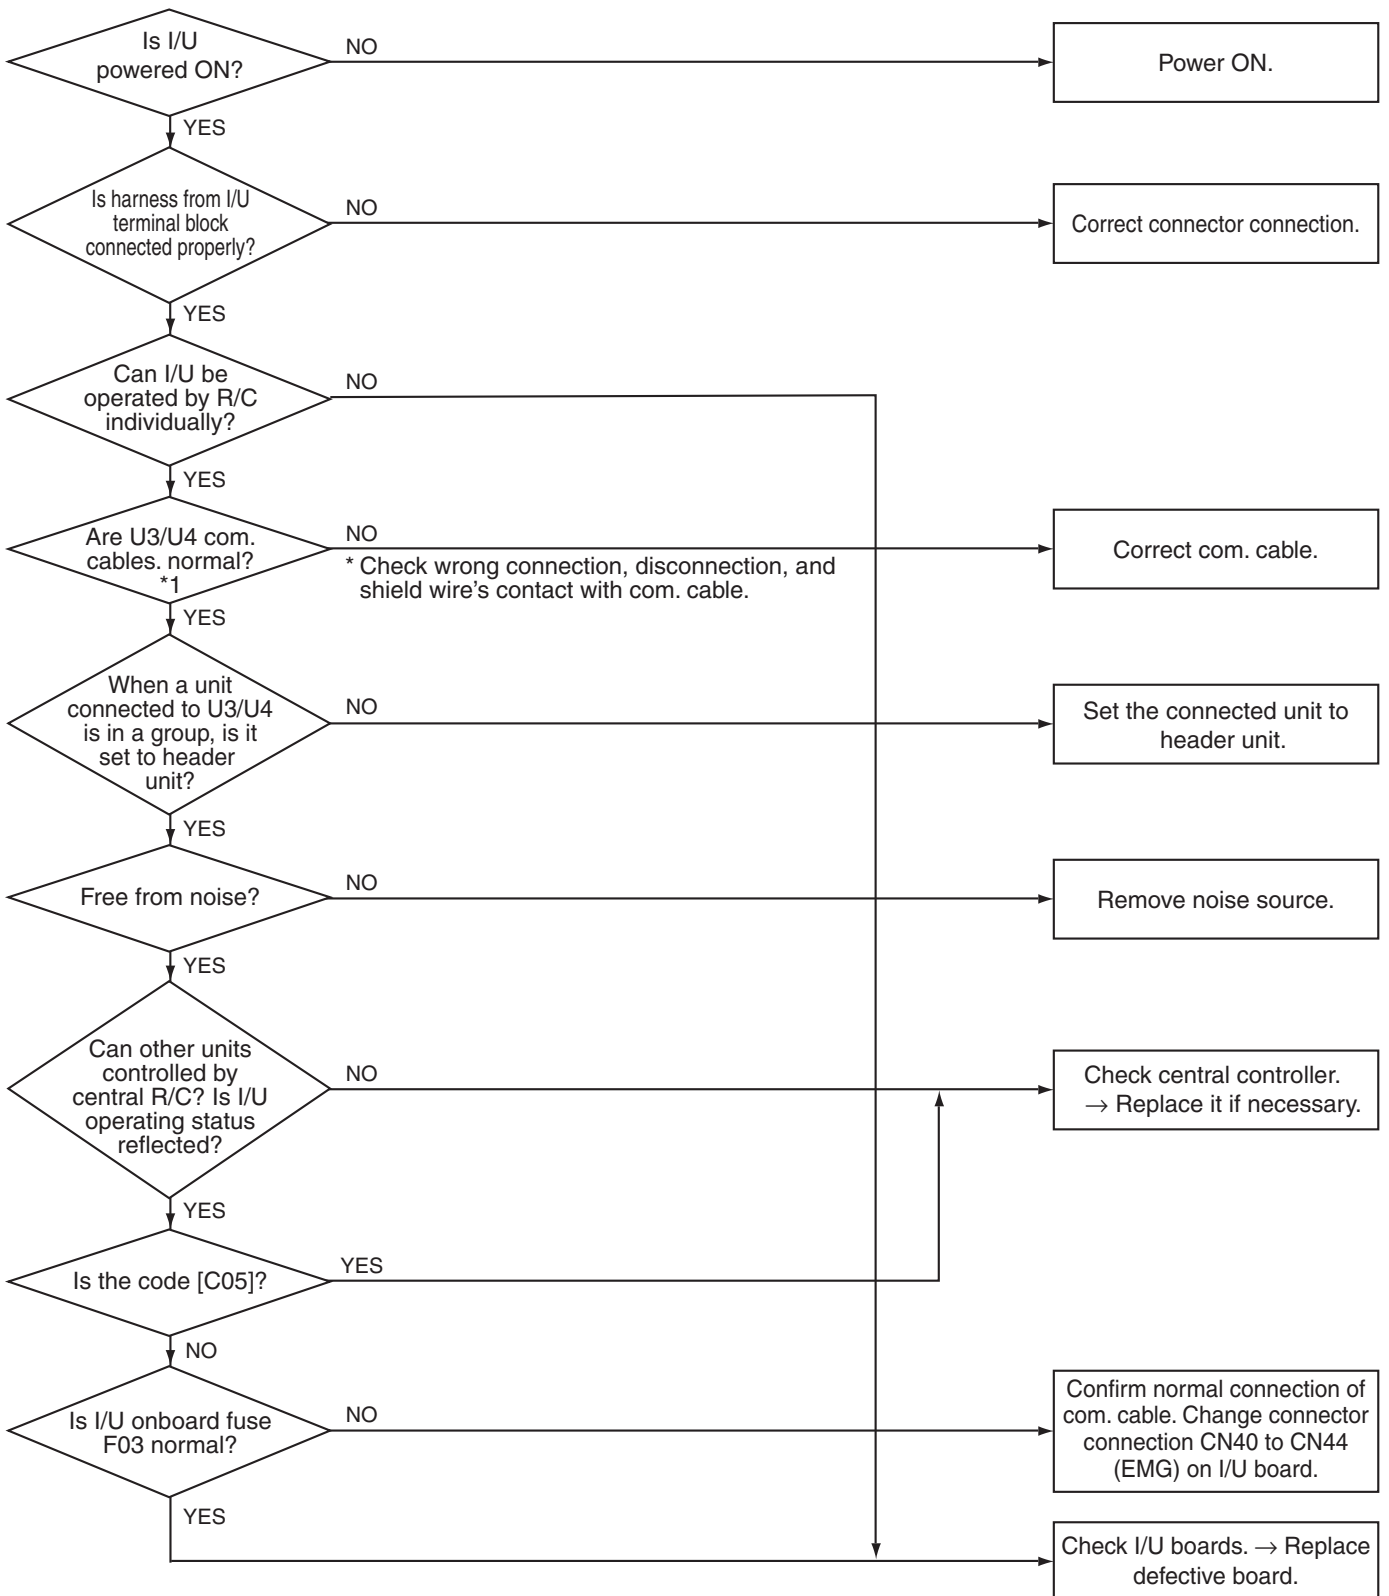 Is I/U
powered ON?
NO
Power ON.
YES
Is harness from I/U
terminal block
connected properly?
NO
Correct connector connection.
YES
Can I/U be
operated by R/C
individually?
NO
YES
Are U3/U4 com.
cables. normal?
*1
NO
* Check wrong connection, disconnection, and
shield wire's contact with com. cable.
Correct com. cable.
YES
When a unit
connected to U3/U4
is in a group, is it
set to header
unit?
NO
Set the connected unit to
header unit.
YES
Free from noise?
NO
Remove noise source.
YES
Can other units
controlled by
central R/C? Is I/U
operating status
reflected?
NO
Check central controller.
→ Replace it if necessary.
YES
Is the code [C05]?
YES
NO
Is I/U onboard fuse
F03 normal?
NO
Confirm normal connection of
com. cable. Change connector
connection CN40 to CN44
(EMG) on I/U board.
YES
Check I/U boards. → Replace
defective board.